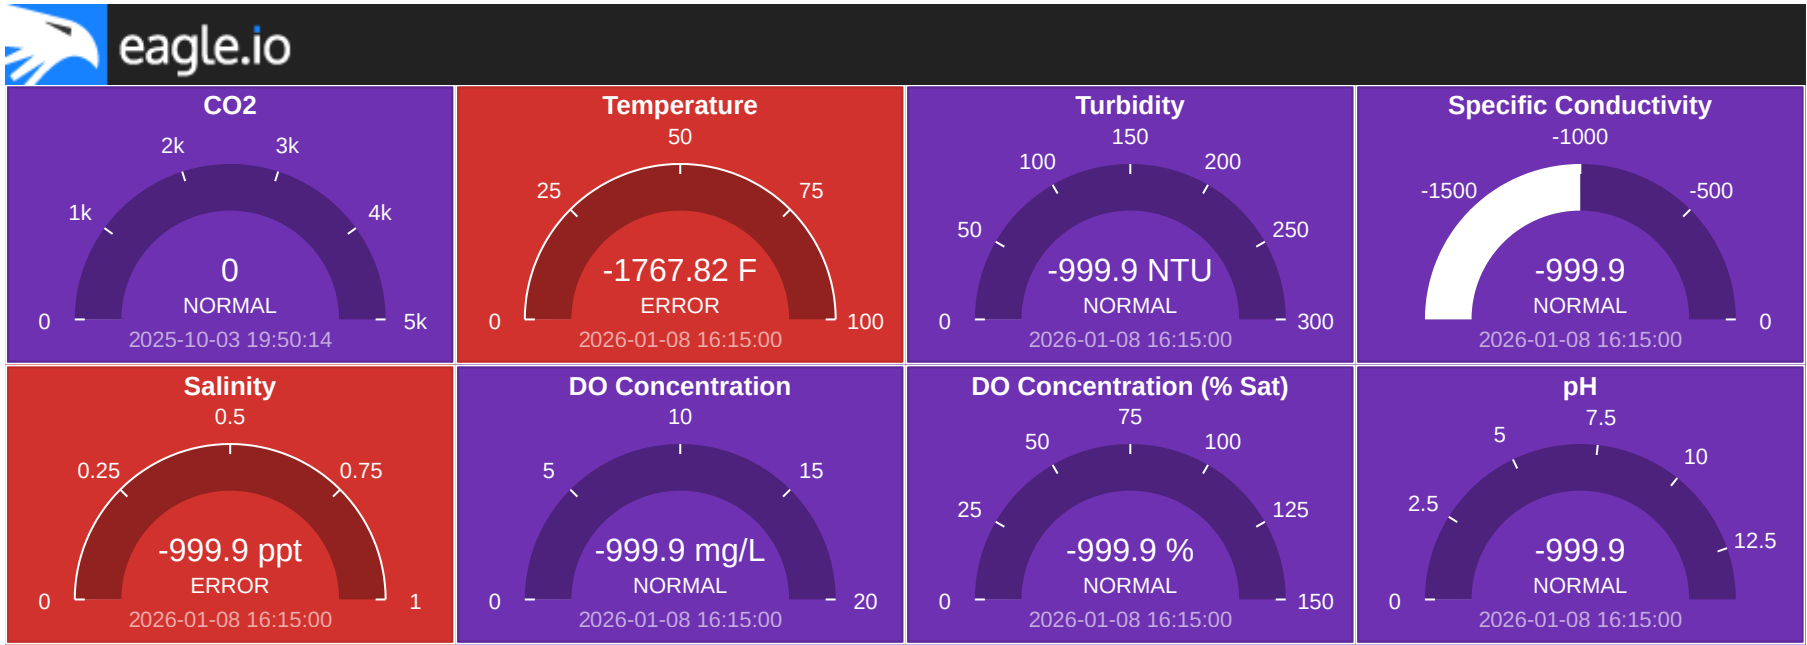 eagle.io
CO2
2k 3k
1k 4k
0
NORMAL
0 5k
2025-10-03 19:50:14
Temperature
50
25 75
-1767.82 F
ERROR
0 100
2026-01-08 16:15:00
Turbidity
150
100 200
50 250
-999.9 NTU
NORMAL
0 300
2026-01-08 16:15:00
Specific Conductivity
-1000
-1500 -500
-999.9
NORMAL
0
2026-01-08 16:15:00
Salinity
0.5
0.25 0.75
-999.9 ppt
ERROR
0 1
2026-01-08 16:15:00
DO Concentration
10
5 15
-999.9 mg/L
NORMAL
0 20
2026-01-08 16:15:00
DO Concentration (% Sat)
75
50 100
25 125
-999.9 %
NORMAL
0 150
2026-01-08 16:15:00
pH
7.5
5 10
2.5 12.5
-999.9
NORMAL
0
2026-01-08 16:15:00